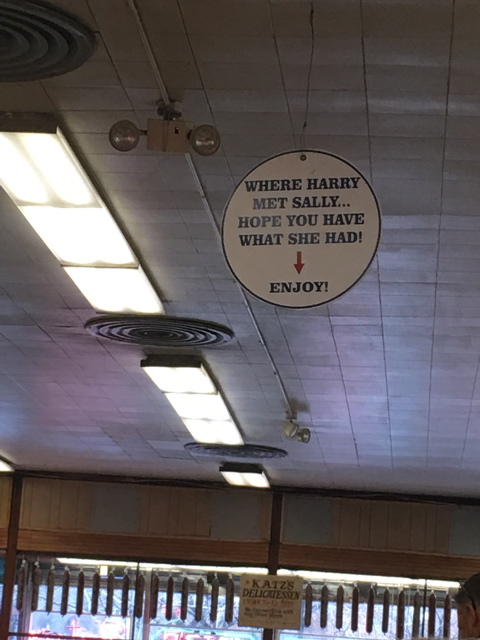 WHERE HARRY
MET SALLY...
HOPE YOU HAVE
WHAT SHE HAD!
ENJOY!
KATZ'S
DELICATESSEN